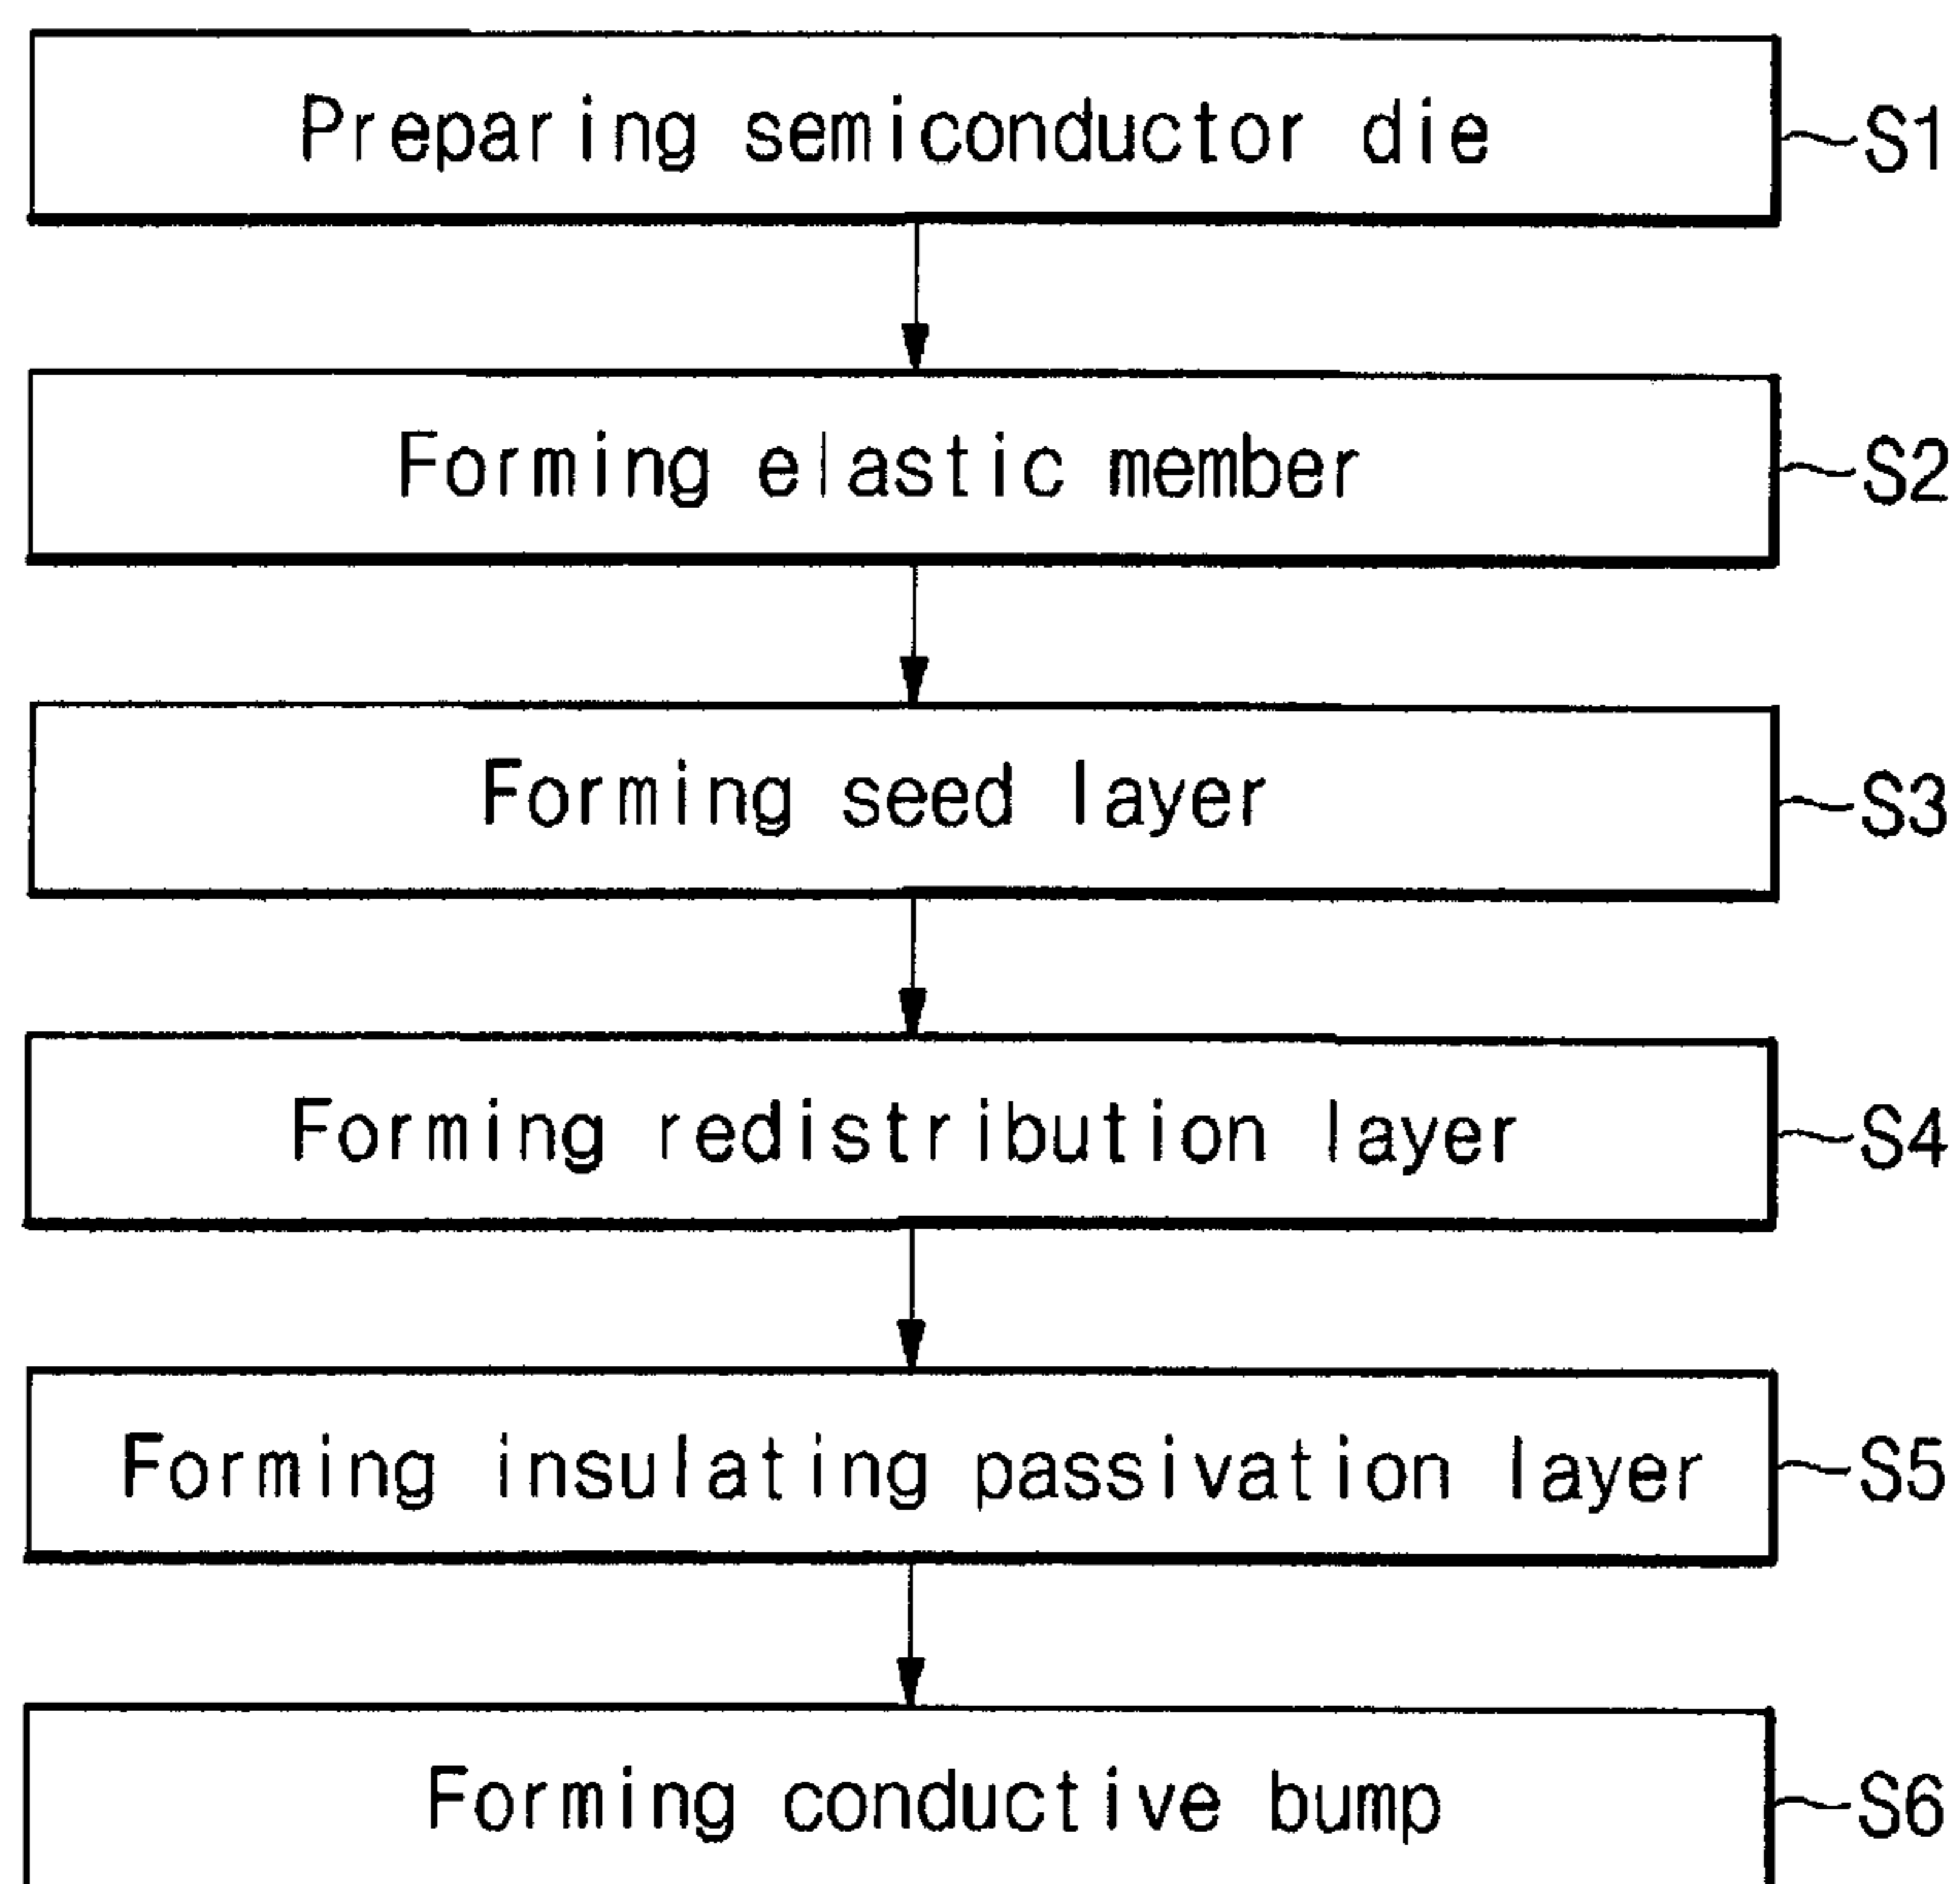 Preparing semiconductor die S1
Forming elastic member S2
Forming seed layer S3
Forming redistribution layer S4
Forming insulating passivation layer S5
Forming conductive bump S6